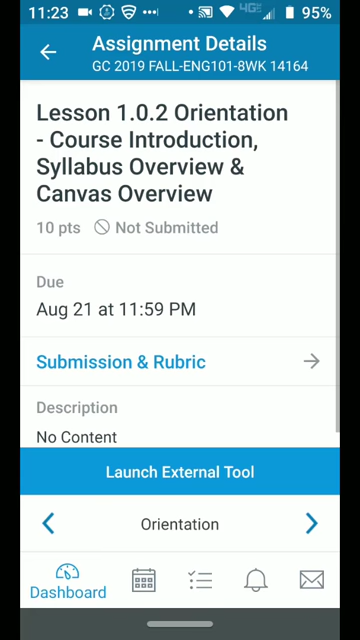 11:23
4G
95%
Assignment Details
GC 2019 FALL-ENG101-8WK 14164
Lesson 1.0.2 Orientation
- Course Introduction,
Syllabus Overview &
Canvas Overview
10 pts
Not Submitted
Due
Aug 21 at 11:59 PM
Submission & Rubric
Description
No Content
Launch External Tool
Orientation
Dashboard